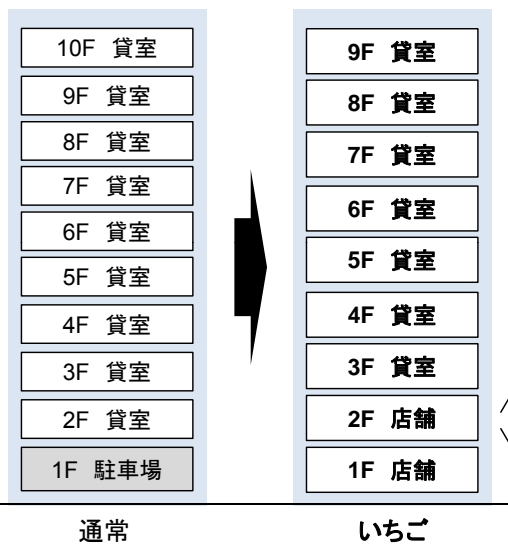 10F 貸室
9F 貸室
8F 貸室
7F 貸室
6F 貸室
5F 貸室
4F 貸室
3F 貸室
2F 貸室
1F 駐車場
通常
9F 貸室
8F 貸室
7F 貸室
6F 貸室
5F 貸室
4F 貸室
3F 貸室
2F 店舗
1F 店舗
いちご